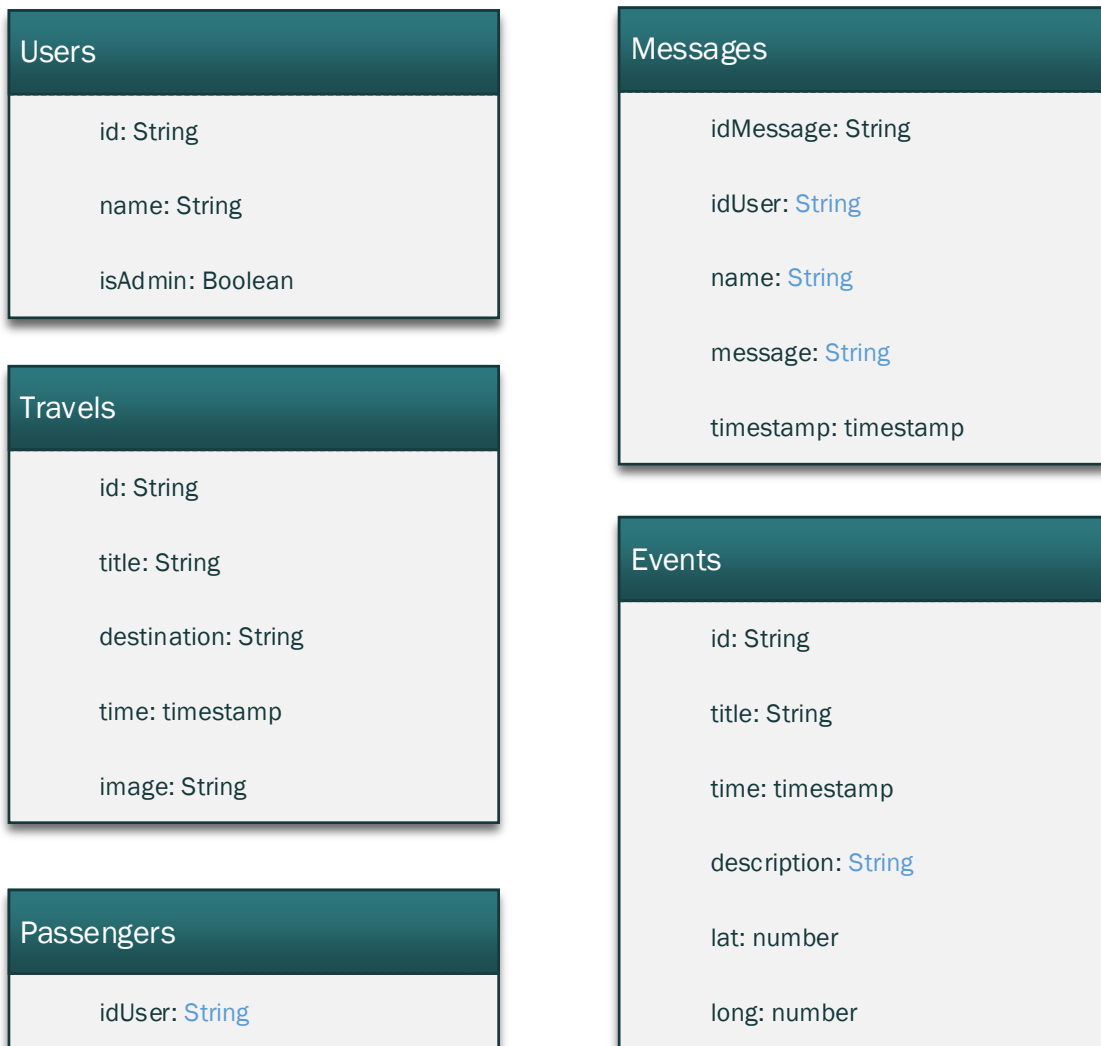 Users
id: String
name: String
isAdmin: Boolean
Travels
id: String
title: String
destination: String
time: timestamp
image: String
Passengers
idUser: String
Messages
idMessage: String
idUser: String
name: String
message: String
timestamp: timestamp
Events
id: String
title: String
time: timestamp
description: String
lat: number
long: number